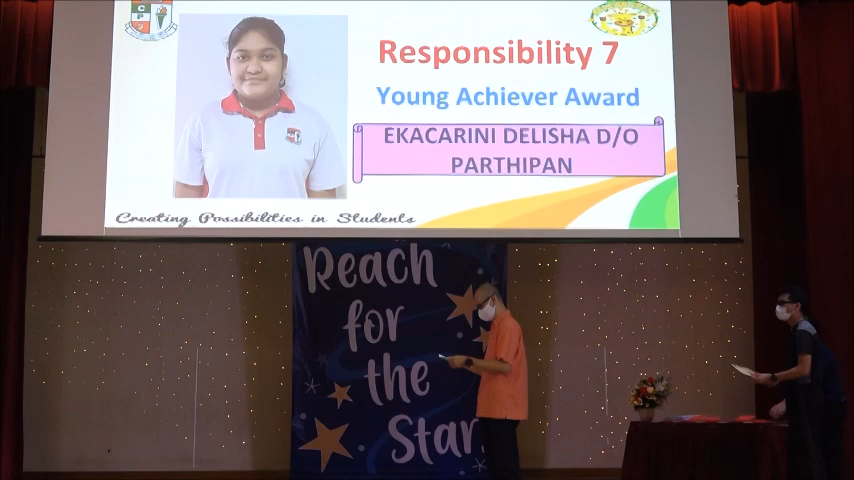 Responsibility 7
Young Achiever Award
EKACARINI DELISHA D/O
PARTHIPAN
Creating Possibilities in Students
Reach
for
the
Star